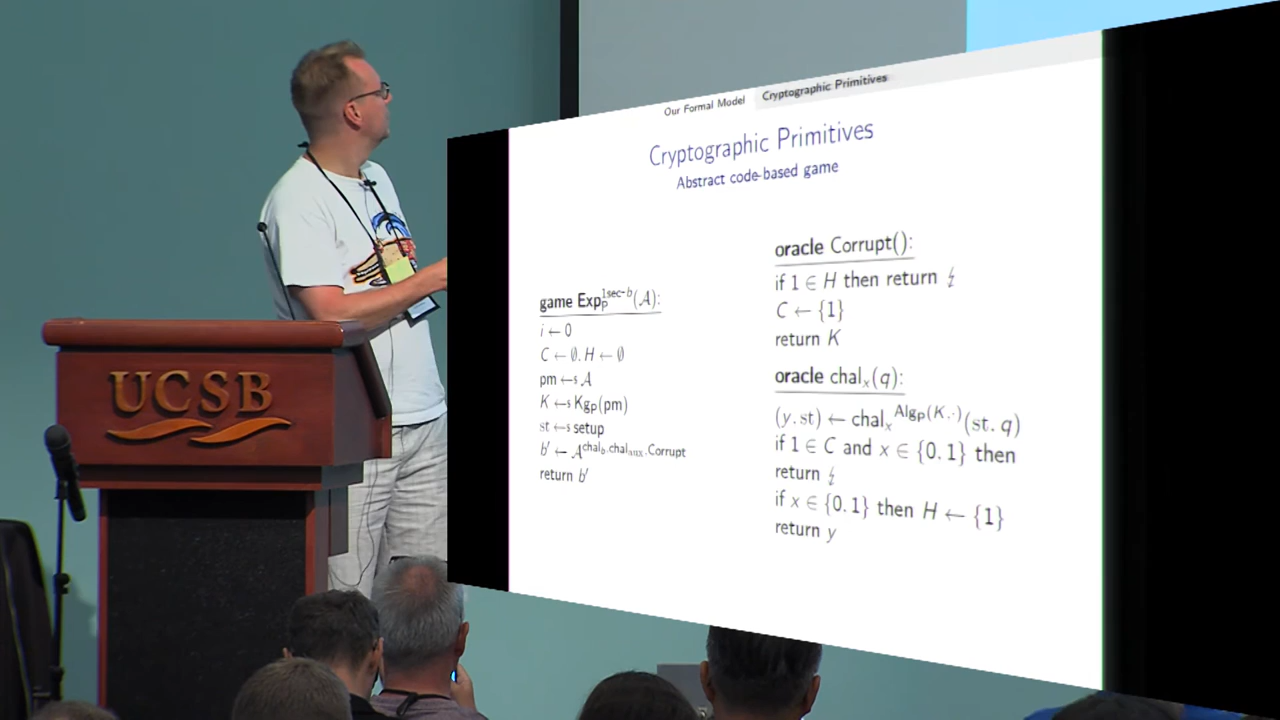 Our Formal Model Cryptographic Primitives
Cryptographic Primitives
Abstract code-based game
game Exp_P^{1sec-b}(𝒜):
i ← 0
C ← ∅, H ← ∅
pm ←$ 𝒜
K ←$ Kg_P(pm)
st ←$ setup
b′ ← 𝒜^{chal_b,chal_aux,Corrupt}
return b′
oracle Corrupt():
if 1 ∈ H then return ↯
C ← {1}
return K
oracle chal_x(q):
(y, st) ← chal_x^{Alg_P(K,·)}(st, q)
if 1 ∈ C and x ∈ {0, 1} then
return ↯
if x ∈ {0, 1} then H ← {1}
return y
UCSB